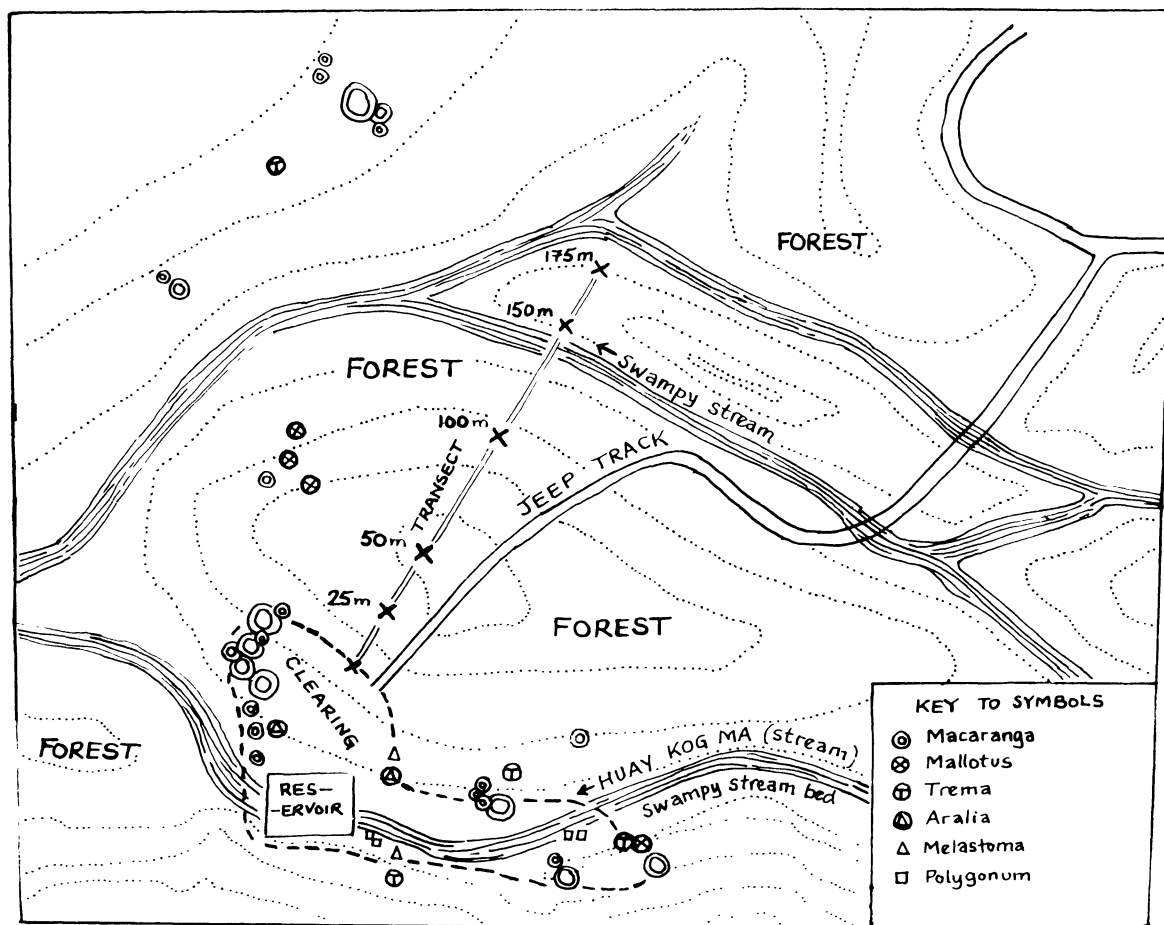 FOREST
175m
150m
SWAMPY STREAM
FOREST
100m
TRANSECT
JEEP TRACK
50m
25m
FOREST
CLEARING
FOREST
HUAY KOG MA (stream)
Swampy stream bed
RES-
-ERVOIR
KEY TO SYMBOLS
Macaranga
Mallotus
Trema
Aralia
Melastoma
Polygonum